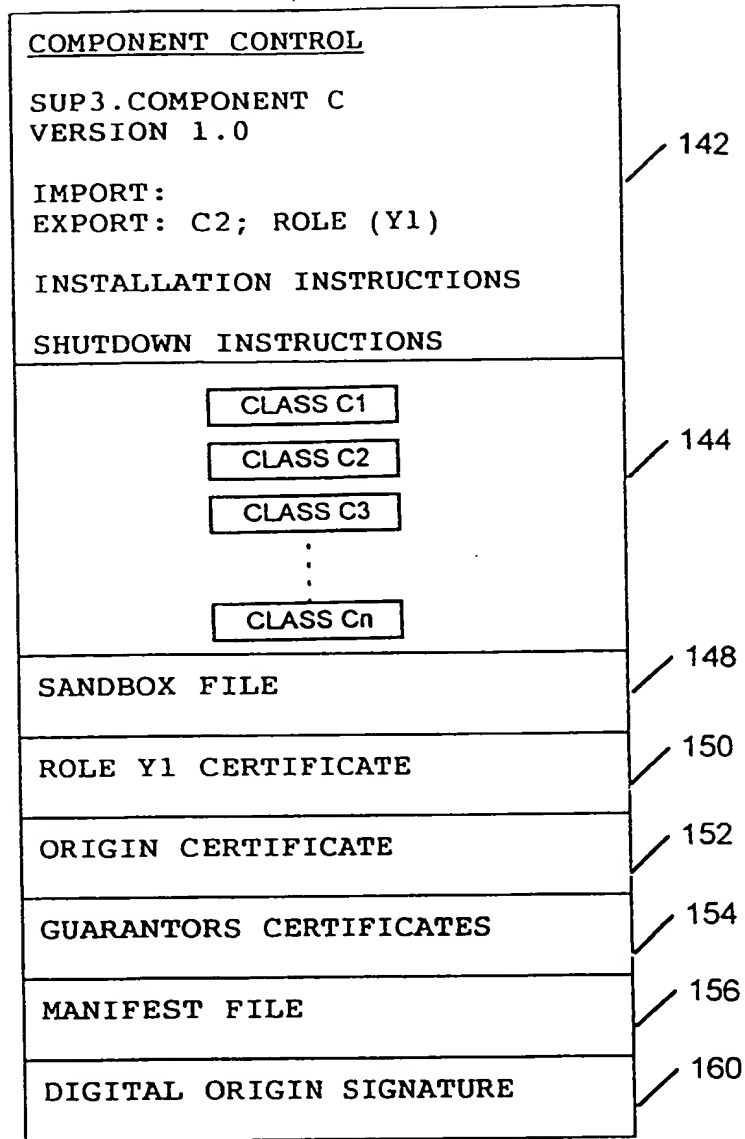 COMPONENT CONTROL
SUP3.COMPONENT C
VERSION 1.0
142
IMPORT:
EXPORT: C2; ROLE (Y1)
INSTALLATION INSTRUCTIONS
SHUTDOWN INSTRUCTIONS
CLASS C1
144
CLASS C2
CLASS C3
CLASS Cn
148
SANDBOX FILE
150
ROLE Y1 CERTIFICATE
152
ORIGIN CERTIFICATE
154
GUARANTORS CERTIFICATES
156
MANIFEST FILE
160
DIGITAL ORIGIN SIGNATURE